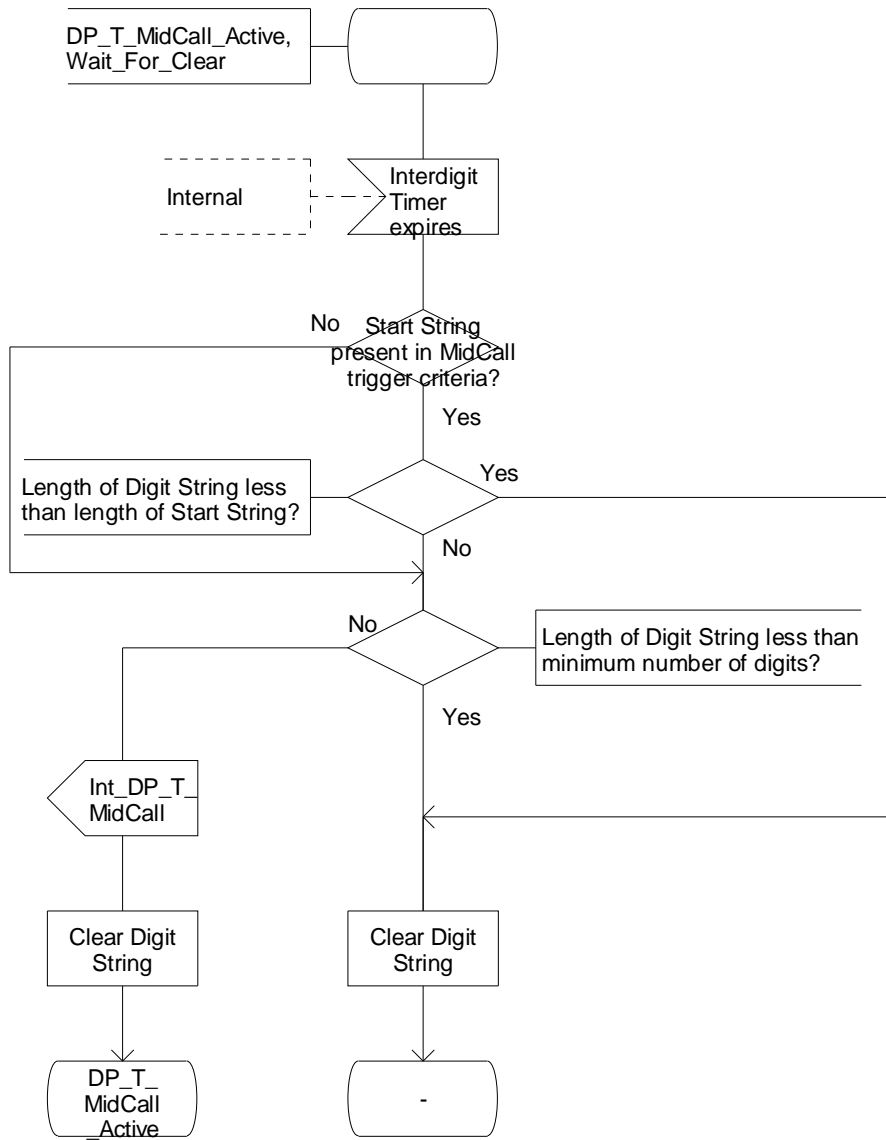 DP_T_MidCall_Active,
Wait_For_Clear
Internal
Interdigit
Timer
expires
No
Start String
present in MidCall
trigger criteria?
Yes
Length of Digit String less
than length of Start String?
Yes
No
No
Length of Digit String less than
minimum number of digits?
Yes
Int_DP_T_
MidCall
Clear Digit
String
Clear Digit
String
DP_T_
MidCall
_Active
-